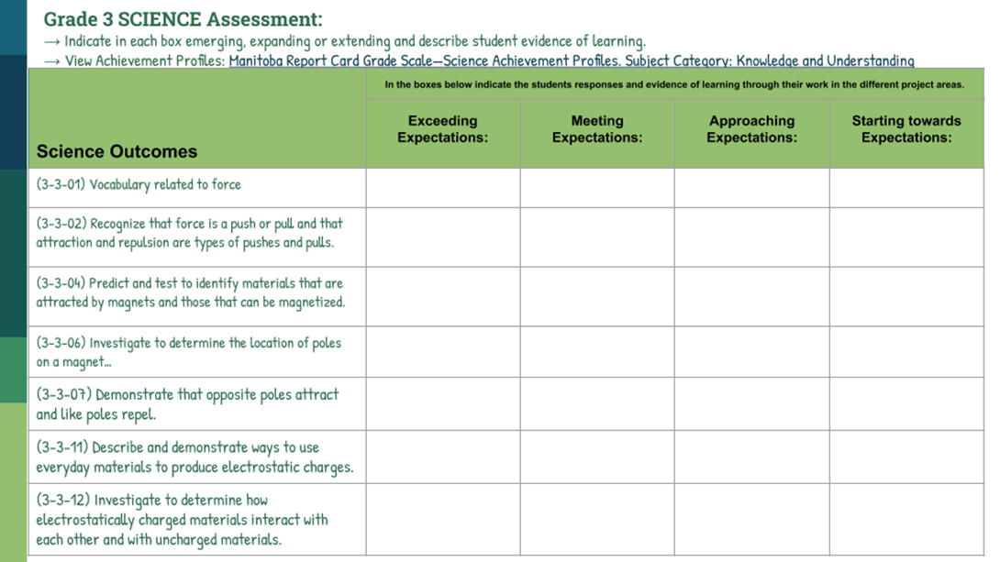 Grade 3 SCIENCE Assessment:
→ Indicate in each box emerging, expanding or extending and describe student evidence of learning.
→ View Achievement Profiles: Manitoba Report Card Grade Scale—Science Achievement Profiles. Subject Category: Knowledge and Understanding
In the boxes below indicate the students responses and evidence of learning through their work in the different project areas.
Science Outcomes
Exceeding
Expectations:
Meeting
Expectations:
Approaching
Expectations:
Starting towards
Expectations:
(3-3-01) Vocabulary related to force
(3-3-02) Recognize that force is a push or pull and that
attraction and repulsion are types of pushes and pulls.
(3-3-04) Predict and test to identify materials that are
attracted by magnets and those that can be magnetized.
(3-3-06) Investigate to determine the location of poles
on a magnet...
(3-3-07) Demonstrate that opposite poles attract
and like poles repel.
(3-3-11) Describe and demonstrate ways to use
everyday materials to produce electrostatic charges.
(3-3-12) Investigate to determine how
electrostatically charged materials interact with
each other and with uncharged materials.